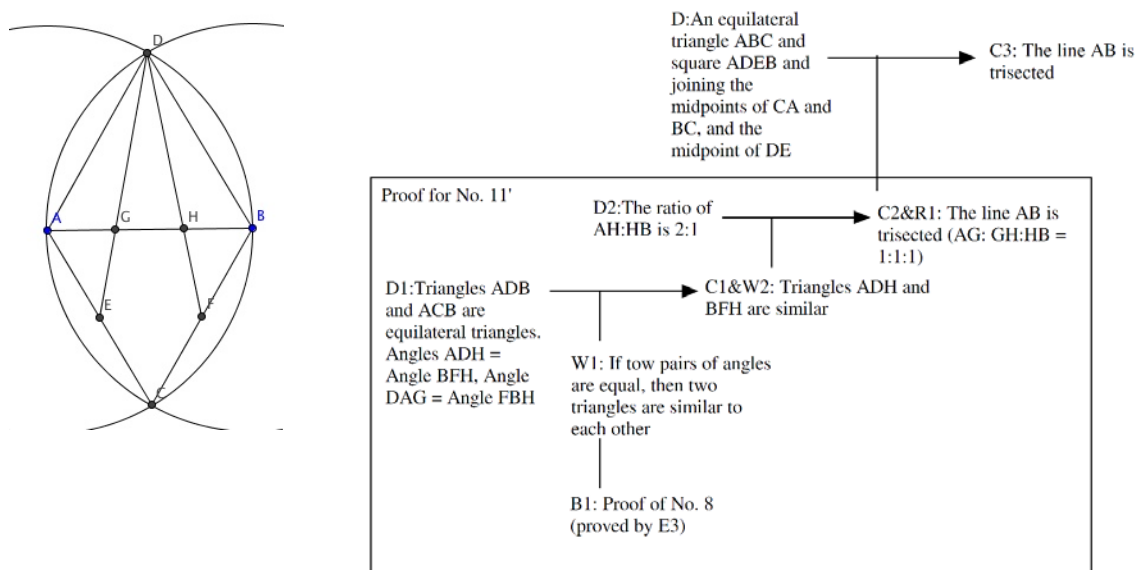 D
A
G
H
B
E
F
C
D:An equilateral
triangle ABC and
square ADEB and
joining the
midpoints of CA and
BC, and the
midpoint of DE
C3: The line AB is
trisected
Proof for No. 11'
D2:The ratio of
AH:HB is 2:1
C2&R1: The line AB is
trisected (AG: GH:HB =
1:1:1)
D1:Triangles ADB
and ACB are
equilateral triangles.
Angles ADH =
Angle BFH, Angle
DAG = Angle FBH
C1&W2: Triangles ADH and
BFH are similar
W1: If tow pairs of angles
are equal, then two
triangles are similar to
each other
B1: Proof of No. 8
(proved by E3)